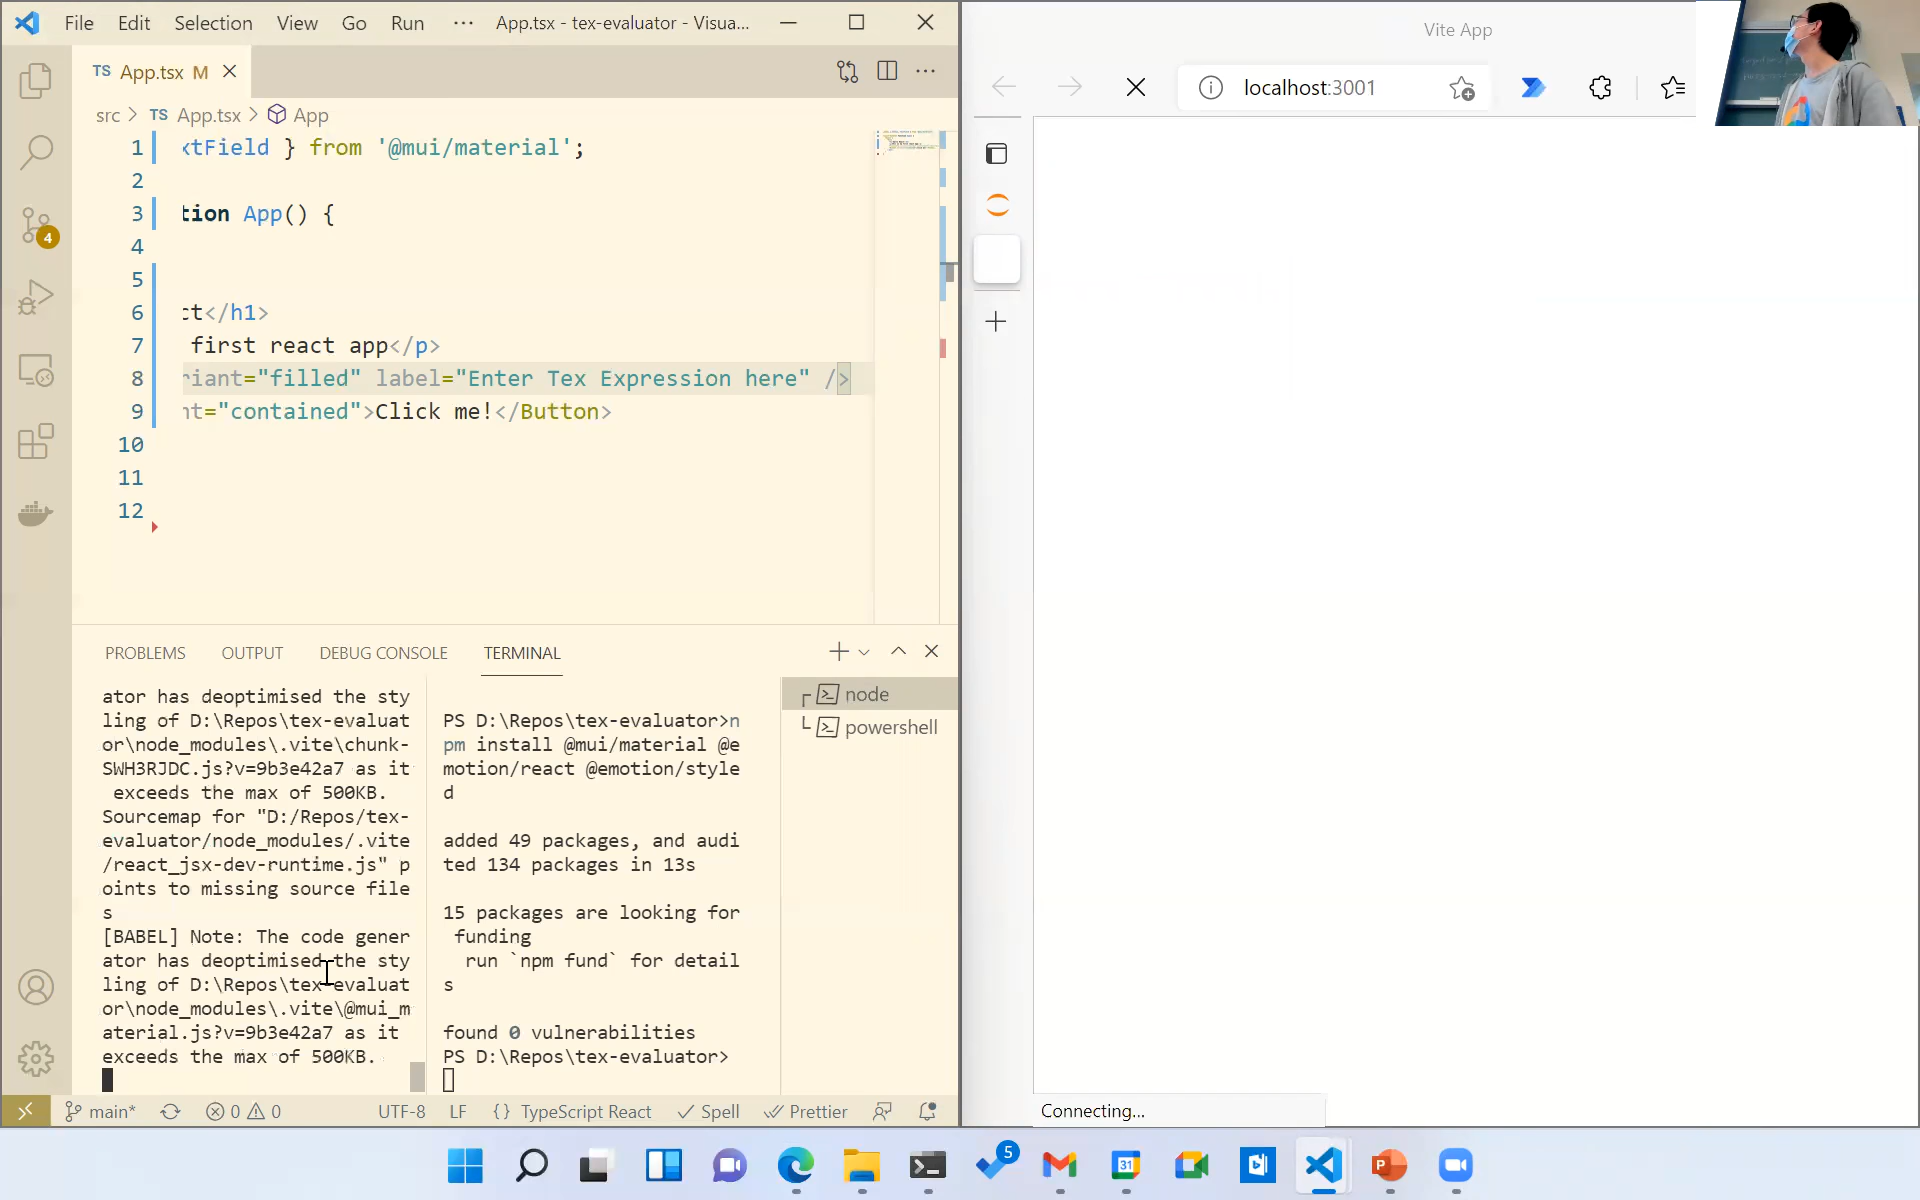 File Edit Selection View Go Run ··· App.tsx - tex-evaluator - Visua...
TS App.tsx M
src > TS App.tsx > App
1 xtField } from '@mui/material';
2
3 tion App() {
4
5
6 ct</h1>
7 first react app</p>
8 riant="filled" label="Enter Tex Expression here" />
9 nt="contained">Click me!</Button>
10
11
12
4
PROBLEMS OUTPUT DEBUG CONSOLE TERMINAL
ator has deoptimised the sty
ling of D:\Repos\tex-evaluat
or\node_modules\.vite\chunk-
SWH3RJDC.js?v=9b3e42a7 as it
exceeds the max of 500KB.
Sourcemap for "D:/Repos/tex-
evaluator/node_modules/.vite
/react_jsx-dev-runtime.js" p
oints to missing source file
s
[BABEL] Note: The code gener
ator has deoptimised the sty
ling of D:\Repos\tex-evaluat
or\node_modules\.vite\@mui_m
aterial.js?v=9b3e42a7 as it
exceeds the max of 500KB.
PS D:\Repos\tex-evaluator>n
pm install @mui/material @e
motion/react @emotion/style
d
added 49 packages, and audi
ted 134 packages in 13s
15 packages are looking for
funding
run `npm fund` for detail
s
found 0 vulnerabilities
PS D:\Repos\tex-evaluator>
node
powershell
main* 0 0 UTF-8 LF {} TypeScript React Spell Prettier
Vite App
localhost:3001
Connecting...
5
31
P